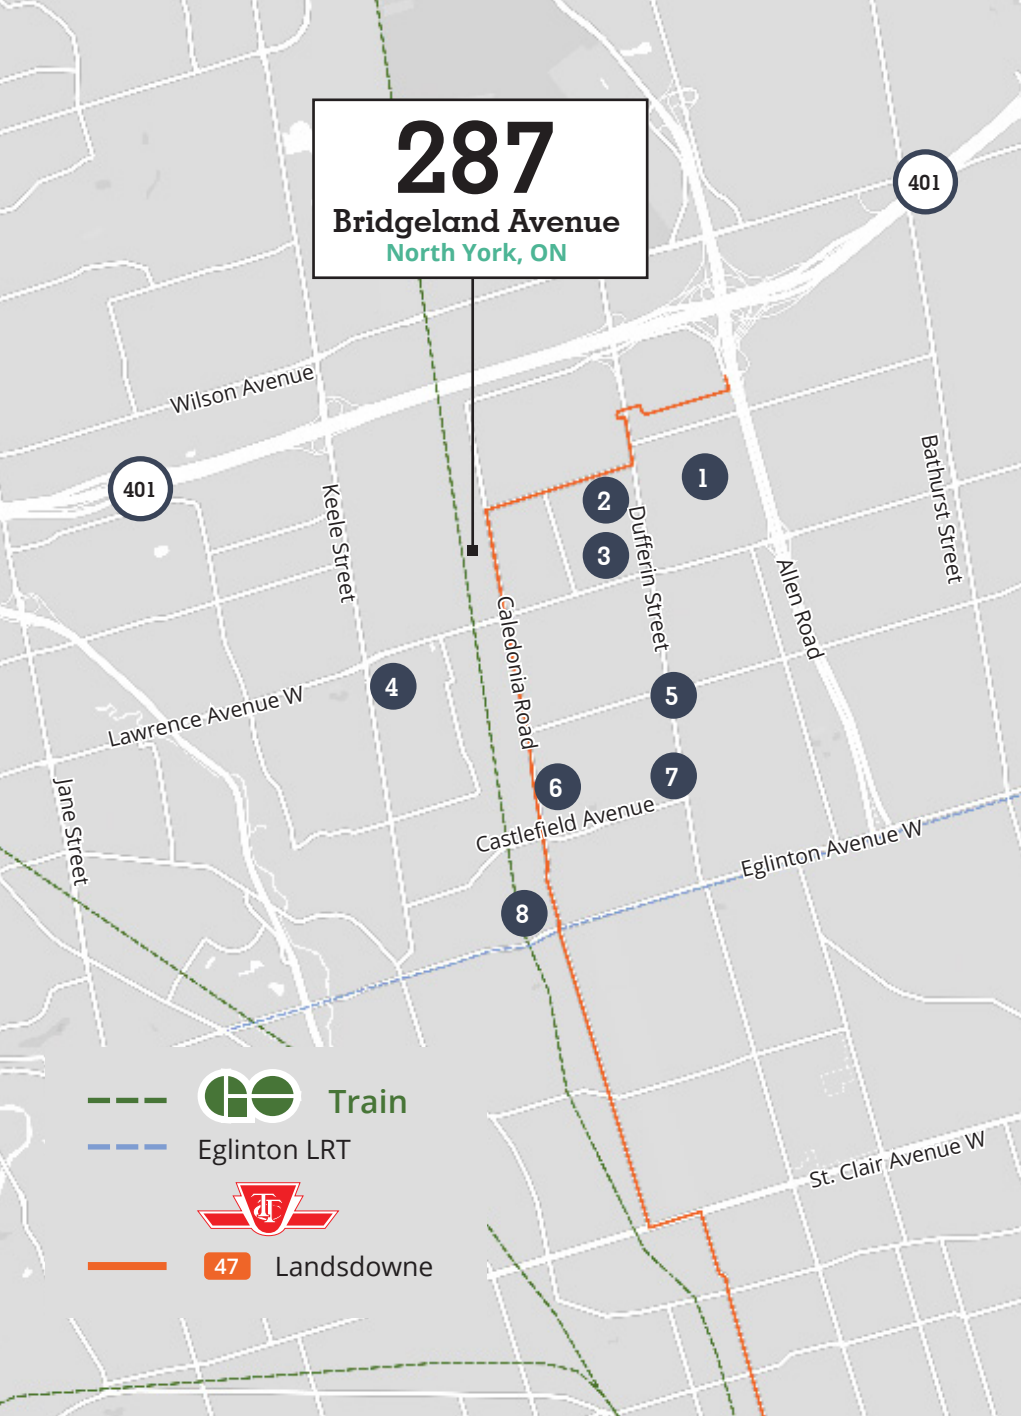 287
Bridgeland Avenue
North York, ON
401
Wilson Avenue
401
Keele Street
Bathurst Street
1
2
Dufferin Street
3
Allen Road
Caledonia Road
4
5
Lawrence Avenue W
Jane Street
6
7
Castlefield Avenue
Eglinton Avenue W
8
Train
Eglinton LRT
St. Clair Avenue W
47 Landsdowne